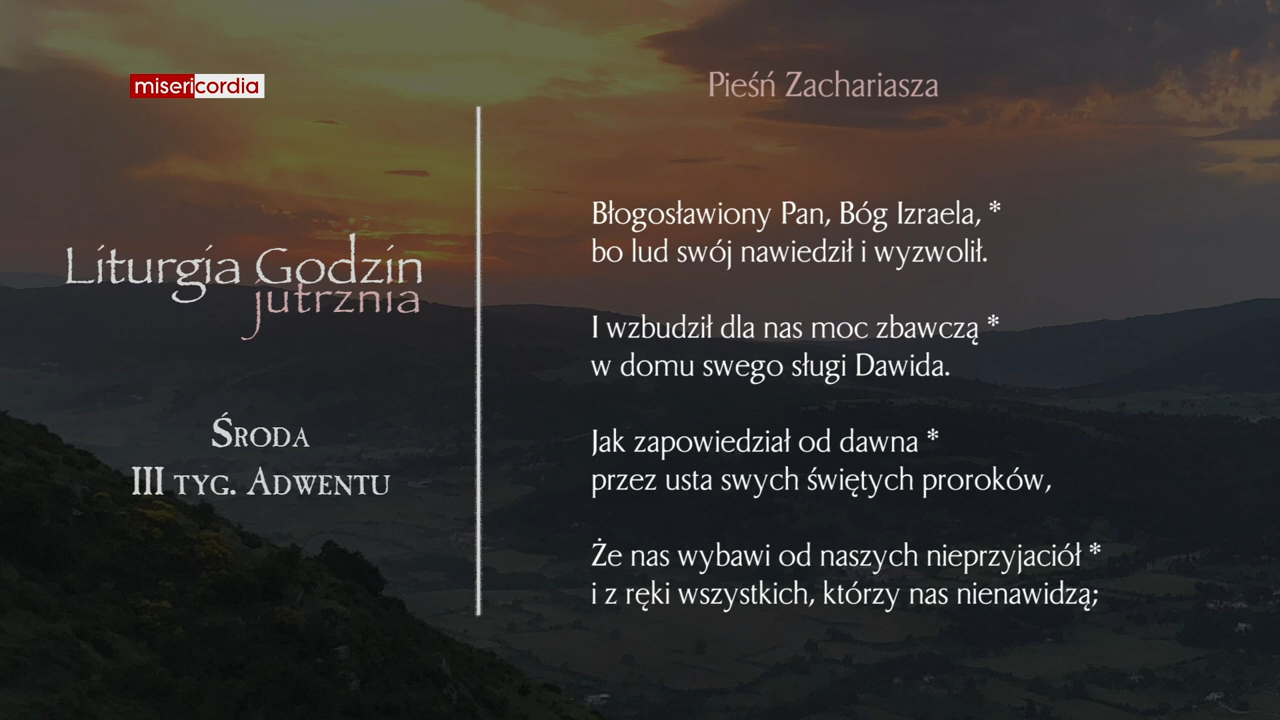 misericordia
Liturgia Godzin
jutrznia
Środa
III tyg. Adwentu
Pieśń Zachariasza
Błogosławiony Pan, Bóg Izraela, *
bo lud swój nawiedził i wyzwolił.
I wzbudził dla nas moc zbawczą *
w domu swego sługi Dawida.
Jak zapowiedział od dawna *
przez usta swych świętych proroków,
Że nas wybawi od naszych nieprzyjaciół *
i z ręki wszystkich, którzy nas nienawidzą;